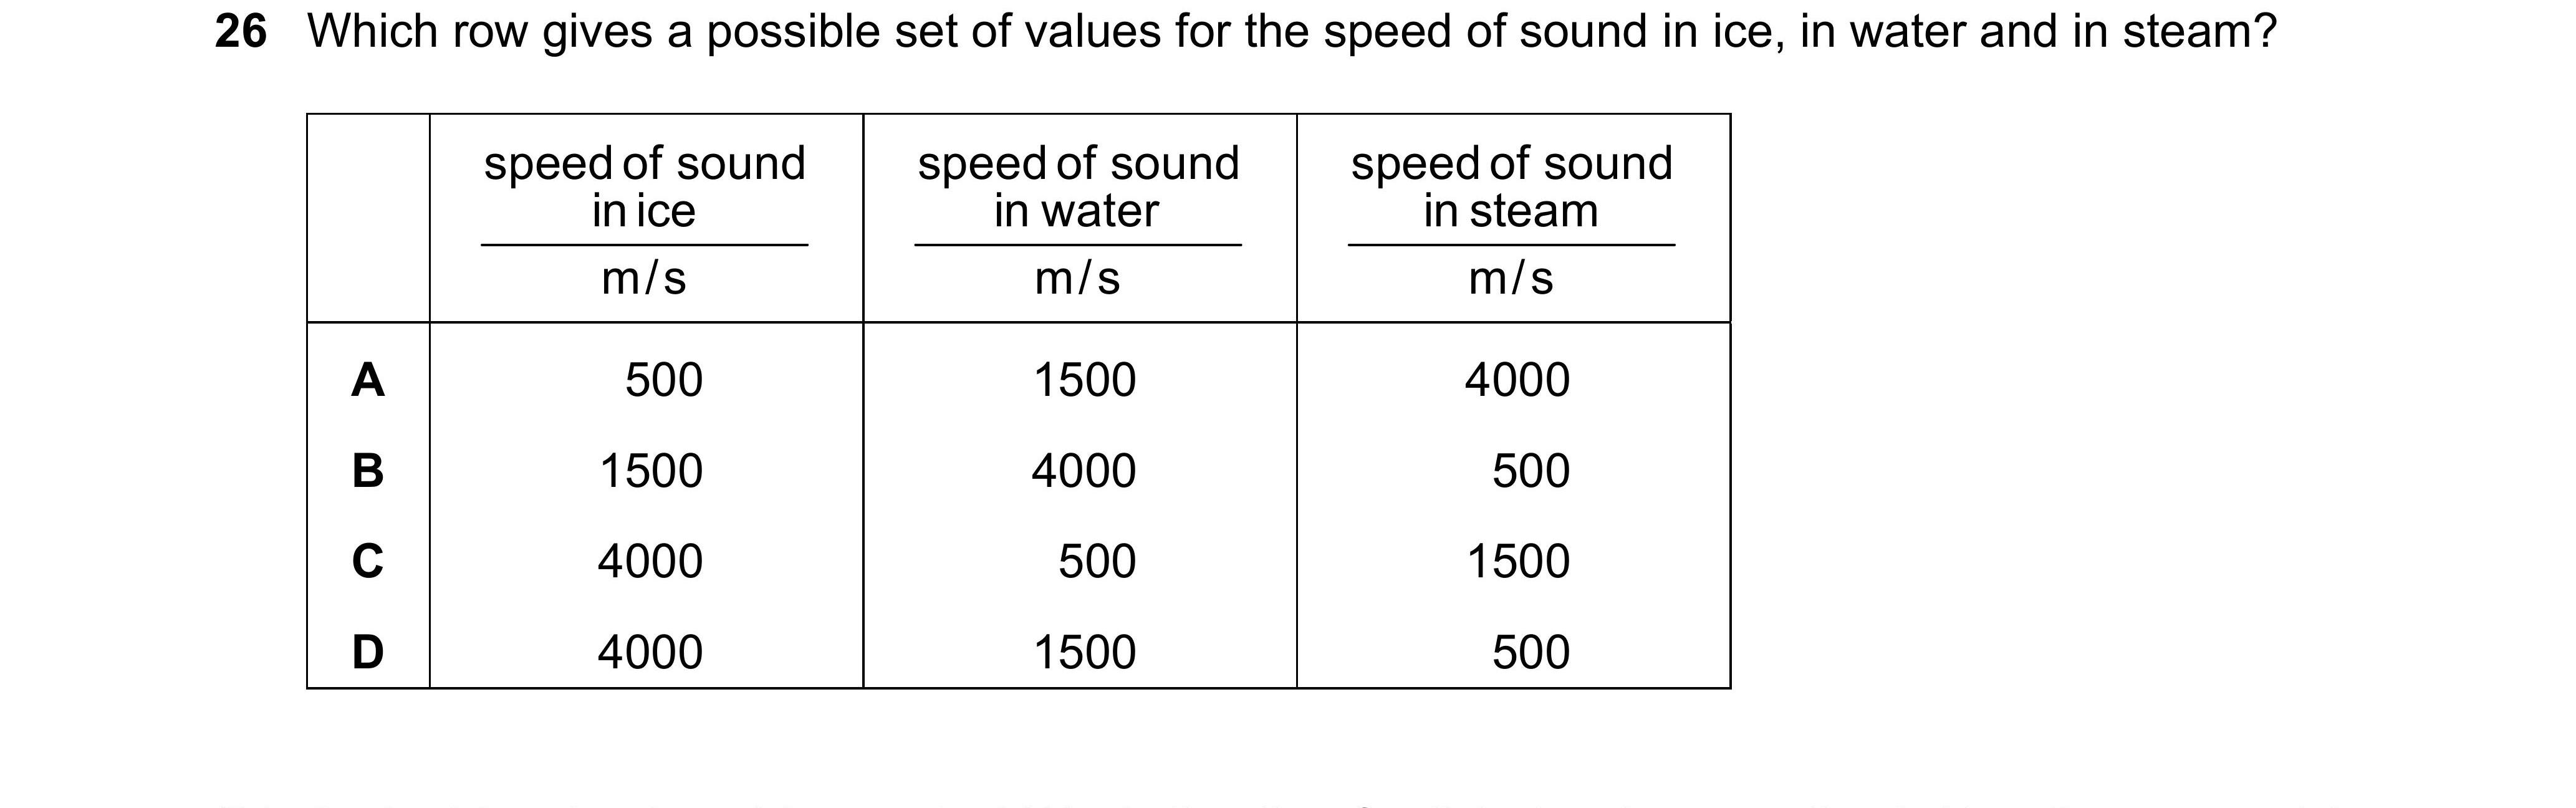 26 Which row gives a possible set of values for the speed of sound in ice, in water and in steam?
speed of sound in ice / m/s speed of sound in water / m/s speed of sound in steam / m/s
A 500 1500 4000
B 1500 4000 500
C 4000 500 1500
D 4000 1500 500